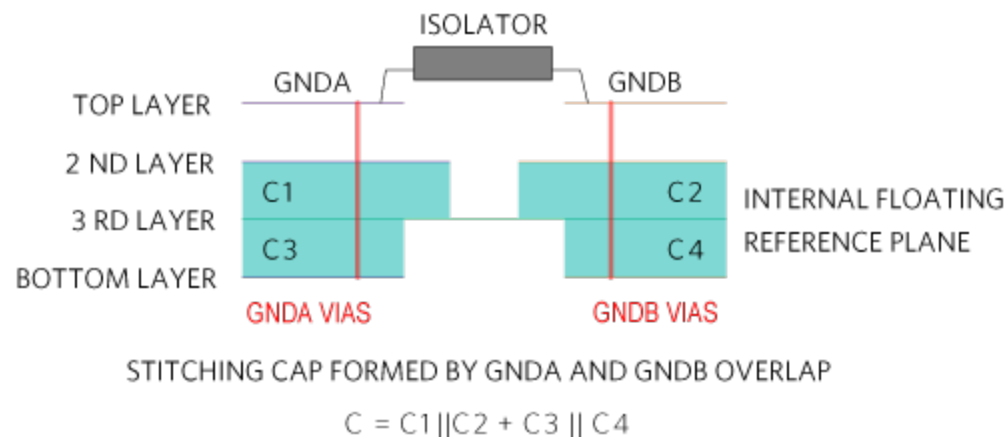 ISOLATOR
GNDA
GNDB
TOP LAYER
2 ND LAYER
C1
C2
INTERNAL FLOATING
3 RD LAYER
REFERENCE PLANE
C3
C4
BOTTOM LAYER
GNDA VIAS
GNDB VIAS
STITCHING CAP FORMED BY GNDA AND GNDB OVERLAP
C = C1||C2 + C3 || C4